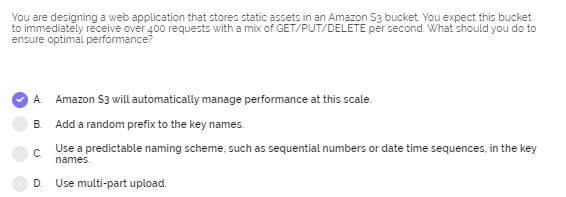 You are designing a web application that stores static assets in an Amazon S3 bucket. You expect this bucket
to immediately receive over 400 requests with a mix of GET/PUT/DELETE per second. What should you do to
ensure optimal performance?
A. Amazon S3 will automatically manage performance at this scale.
B. Add a random prefix to the key names.
C. Use a predictable naming scheme, such as sequential numbers or date time sequences, in the key
names.
D. Use multi-part upload.